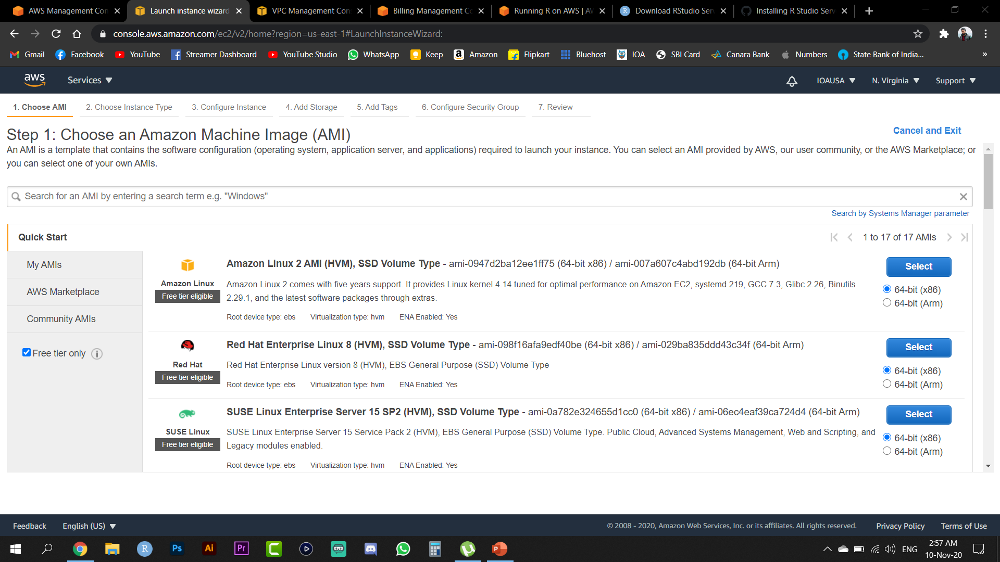 AWS Management Con
Launch instance wizard
VPC Management Con
Billing Management Co
Running R on AWS | AW
Download RStudio Serv
Installing R Studio Serv
console.aws.amazon.com/ec2/v2/home?region=us-east-1#LaunchInstanceWizard:
Gmail Facebook YouTube Streamer Dashboard YouTube Studio WhatsApp Keep Amazon Flipkart Bluehost IOA SBI Card Canara Bank Numbers State Bank of India... »
aws Services IOAUSA N. Virginia Support
1. Choose AMI 2. Choose Instance Type 3. Configure Instance 4. Add Storage 5. Add Tags 6. Configure Security Group 7. Review
Step 1: Choose an Amazon Machine Image (AMI)
Cancel and Exit
An AMI is a template that contains the software configuration (operating system, application server, and applications) required to launch your instance. You can select an AMI provided by AWS, our user community, or the AWS Marketplace; or
you can select one of your own AMIs.
Search for an AMI by entering a search term e.g. "Windows"
Search by Systems Manager parameter
Quick Start
1 to 17 of 17 AMIs
My AMIs
AWS Marketplace
Community AMIs
Free tier only
Amazon Linux
Free tier eligible
Amazon Linux 2 AMI (HVM), SSD Volume Type - ami-0947d2ba12ee1ff75 (64-bit x86) / ami-007a607c4abd192db (64-bit Arm)
Amazon Linux 2 comes with five years support. It provides Linux kernel 4.14 tuned for optimal performance on Amazon EC2, systemd 219, GCC 7.3, Glibc 2.26, Binutils
2.29.1, and the latest software packages through extras.
Root device type: ebs Virtualization type: hvm ENA Enabled: Yes
Select
64-bit (x86)
64-bit (Arm)
Red Hat
Free tier eligible
Red Hat Enterprise Linux 8 (HVM), SSD Volume Type - ami-098f16afa9edf40be (64-bit x86) / ami-029ba835ddd43c34f (64-bit Arm)
Red Hat Enterprise Linux version 8 (HVM), EBS General Purpose (SSD) Volume Type
Root device type: ebs Virtualization type: hvm ENA Enabled: Yes
Select
64-bit (x86)
64-bit (Arm)
SUSE Linux
Free tier eligible
SUSE Linux Enterprise Server 15 SP2 (HVM), SSD Volume Type - ami-0a782e324655d1cc0 (64-bit x86) / ami-06ec4eaf39ca724d4 (64-bit Arm)
SUSE Linux Enterprise Server 15 Service Pack 2 (HVM), EBS General Purpose (SSD) Volume Type. Public Cloud, Advanced Systems Management, Web and Scripting, and
Legacy modules enabled.
Root device type: ebs Virtualization type: hvm ENA Enabled: Yes
Select
64-bit (x86)
64-bit (Arm)
Feedback English (US) © 2008 - 2020, Amazon Web Services, Inc. or its affiliates. All rights reserved. Privacy Policy Terms of Use
R Ps Ai Pr C P ENG
2:57 AM
10-Nov-20